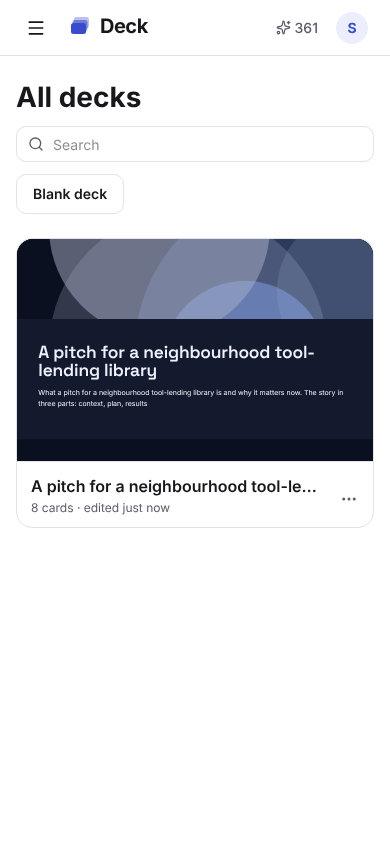 Deck
361
S
All decks
Search
Blank deck
A pitch for a neighbourhood tool-
lending library
What a pitch for a neighbourhood tool-lending library is and why it matters now. The story in
three parts: context, plan, results
A pitch for a neighbourhood tool-le...
8 cards · edited just now